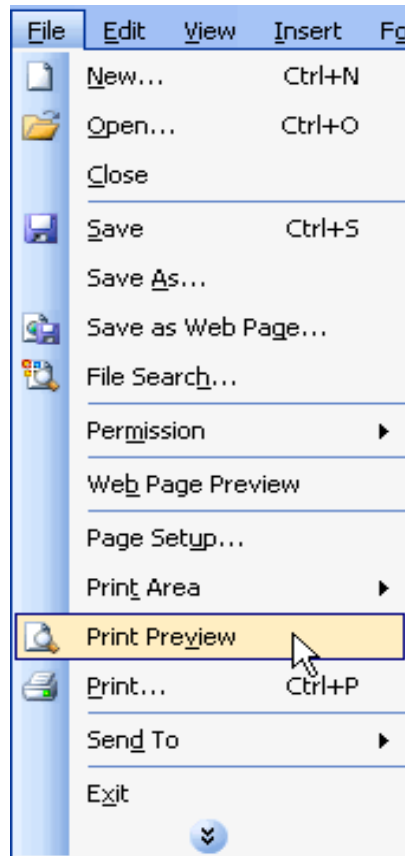 File Edit View Insert Fo
New... Ctrl+N
Open... Ctrl+O
Close
Save Ctrl+S
Save As...
Save as Web Page...
File Search...
Permission
Web Page Preview
Page Setup...
Print Area
Print Preview
Print... Ctrl+P
Send To
Exit